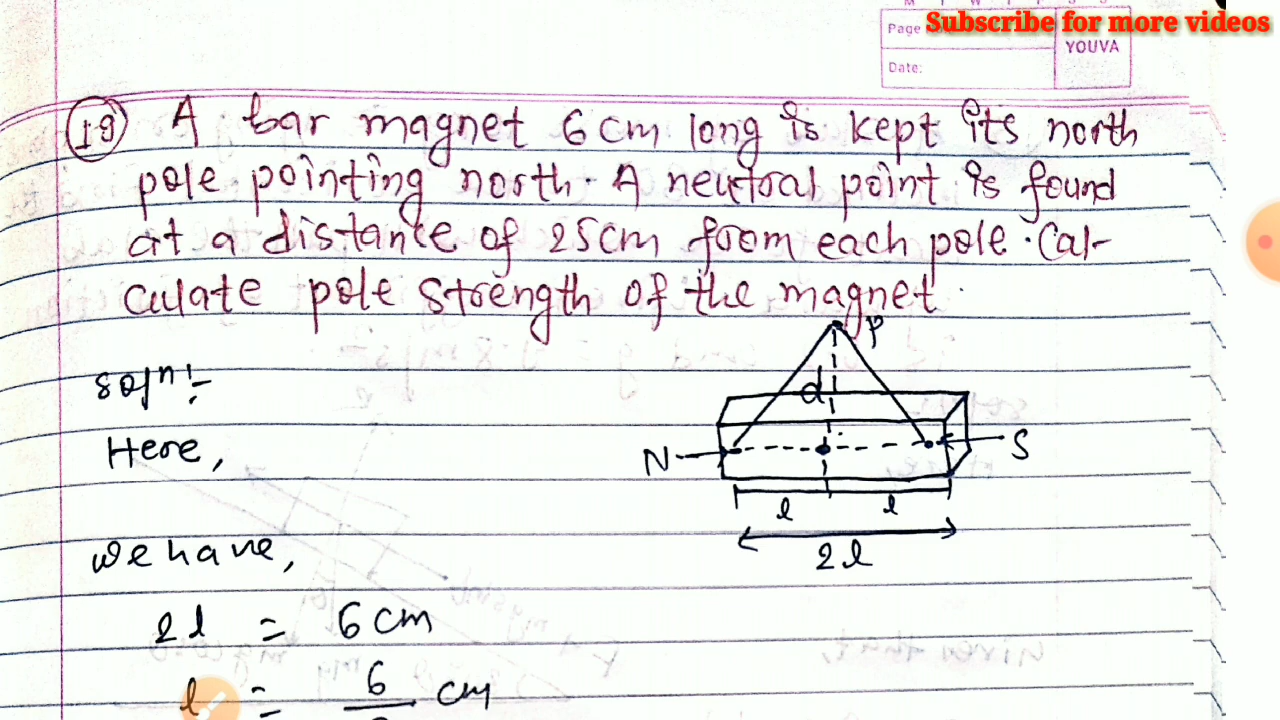 Subscribe for more videos
Page
YOUVA
Date:
19 A bar magnet 6 cm long is kept its north
pole pointing north. A neutral point is found
at a distance of 25cm from each pole. Cal-
culate pole strength of the magnet.
P
soln:-
d
Here,
N
S
l l
we have,
2l
2l = 6 cm
l = 6 cm